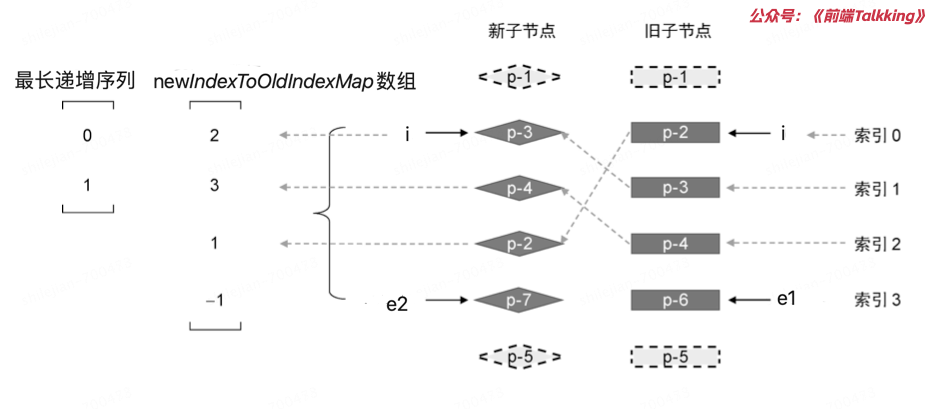 公众号：《前端Talkking》
新子节点 旧子节点
最长递增序列 newIndexToOldIndexMap 数组 p-1 p-1
0 2 i p-3 p-2 i 索引 0
1 3 p-4 p-3 索引 1
1 p-2 p-4 索引 2
−1 e2 p-7 p-6 e1 索引 3
p-5 p-5